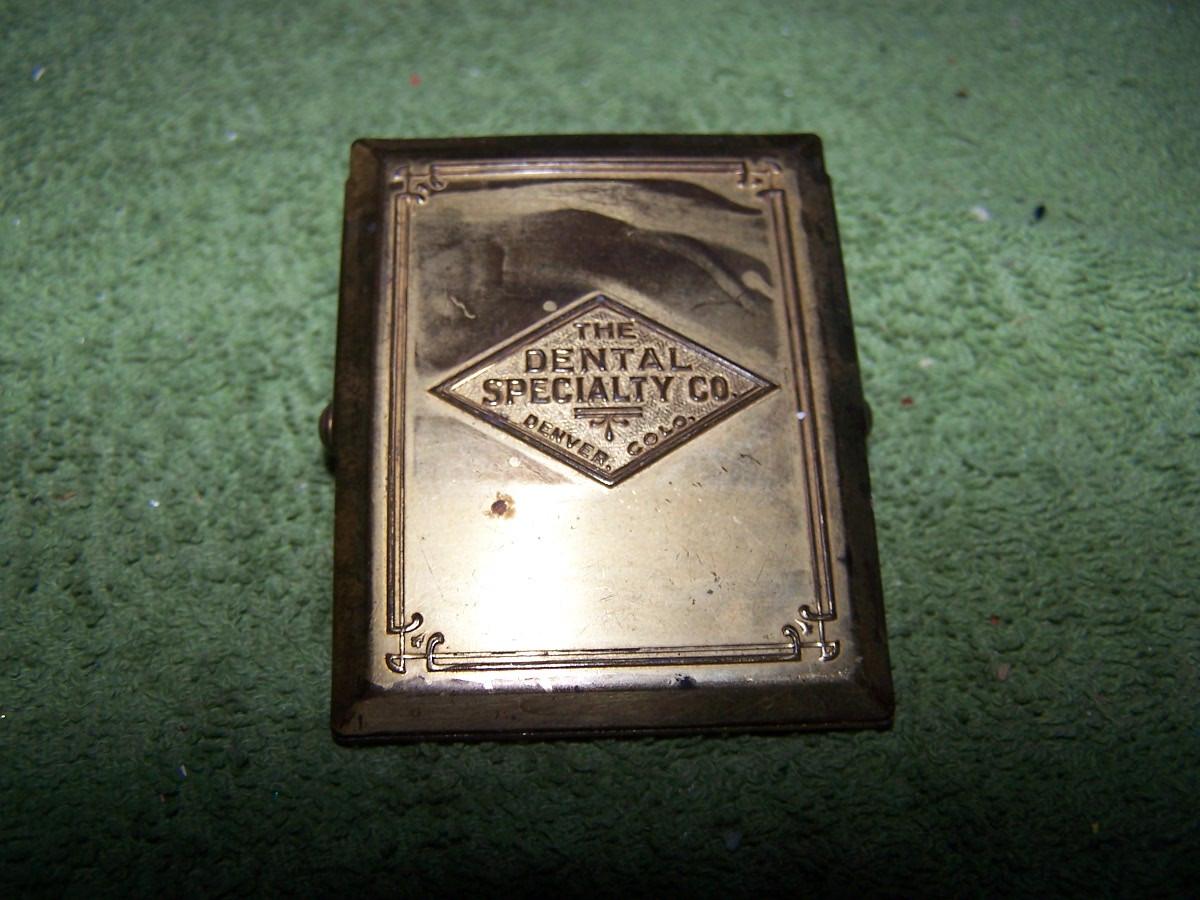 THE
DENTAL
SPECIALTY CO.
DENVER, COLO.